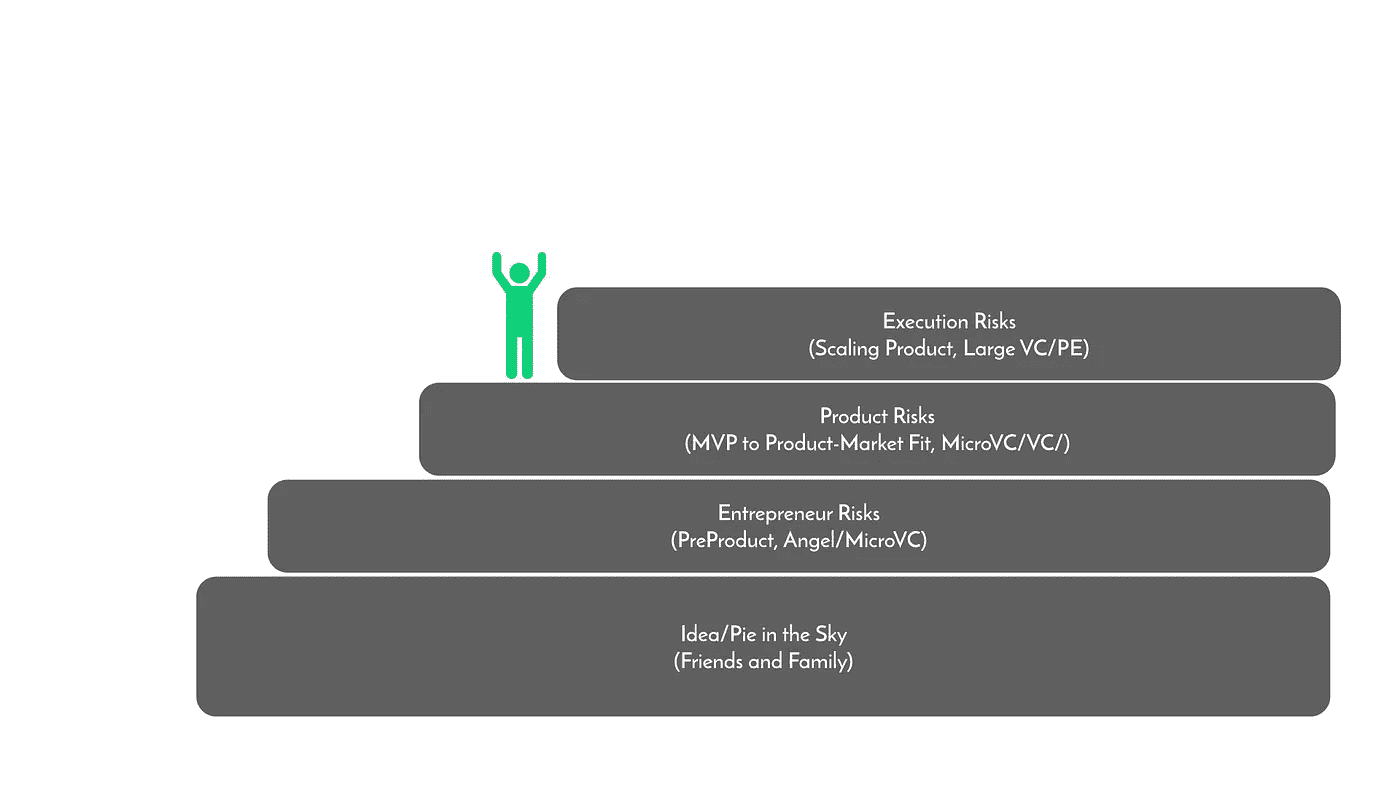 Execution Risks
(Scaling Product, Large VC/PE)
Product Risks
(MVP to Product-Market Fit, MicroVC/VC/)
Entrepreneur Risks
(PreProduct, Angel/MicroVC)
Idea/Pie in the Sky
(Friends and Family)